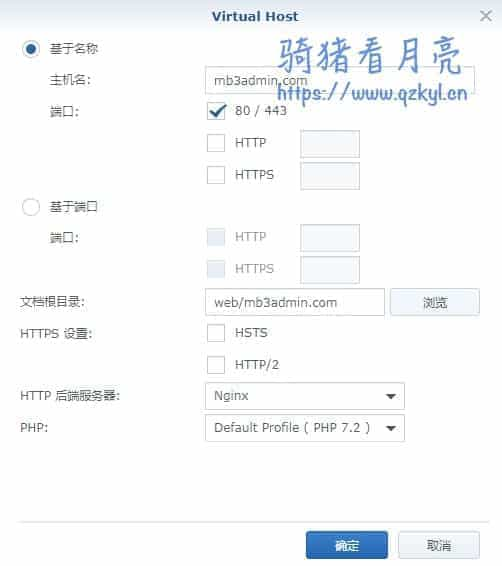 Virtual Host
骑猪看月亮
https://www.qzkyl.cn
基于名称
主机名: mb3admin.com
端口: 80 / 443
HTTP
HTTPS
基于端口
端口: HTTP
HTTPS
文档根目录: web/mb3admin.com 浏览
HTTPS 设置: HSTS
HTTP/2
HTTP 后端服务器: Nginx
PHP: Default Profile ( PHP 7.2 )
确定 取消